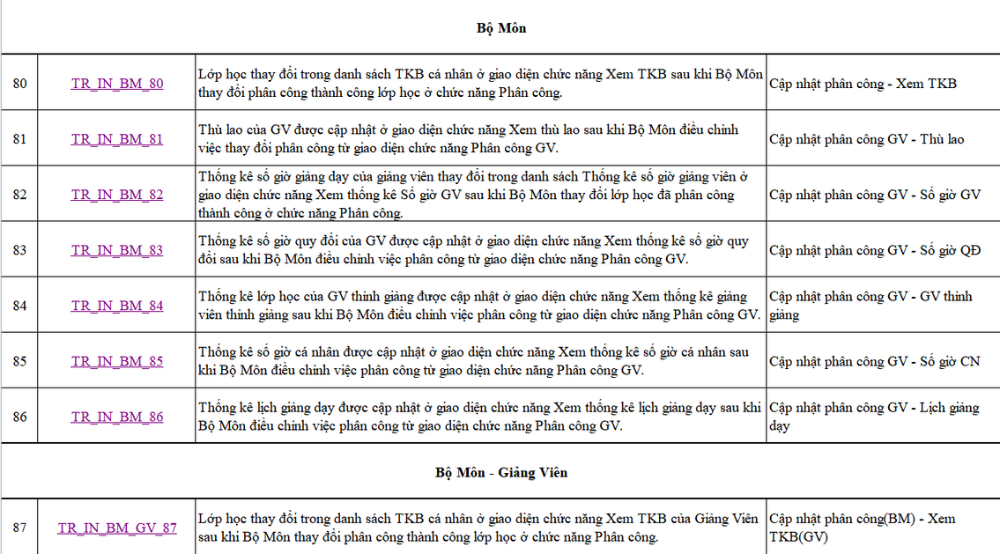 Bộ Môn
80
TR_IN_BM_80
Lớp học thay đổi trong danh sách TKB cá nhân ở giao diện chức năng Xem TKB sau khi Bộ Môn
thay đổi phân công thành công lớp học ở chức năng Phân công.
Cập nhật phân công - Xem TKB
81
TR_IN_BM_81
Thù lao của GV được cập nhật ở giao diện chức năng Xem thù lao sau khi Bộ Môn điều chỉnh
việc thay đổi phân công từ giao diện chức năng Phân công GV.
Cập nhật phân công GV - Thù lao
82
TR_IN_BM_82
Thống kê số giờ giảng dạy của giảng viên thay đổi trong danh sách Thống kê số giờ giảng viên ở
giao diện chức năng Xem thống kê Số giờ GV sau khi Bộ Môn thay đổi lớp học đã phân công
thành công ở chức năng Phân công.
Cập nhật phân công GV - Số giờ GV
83
TR_IN_BM_83
Thống kê số giờ quy đổi của GV được cập nhật ở giao diện chức năng Xem thống kê số giờ quy
đổi sau khi Bộ Môn điều chỉnh việc phân công từ giao diện chức năng Phân công GV.
Cập nhật phân công GV - Số giờ QĐ
84
TR_IN_BM_84
Thống kê lớp học của GV thỉnh giảng được cập nhật ở giao diện chức năng Xem thống kê giảng
viên thỉnh giảng sau khi Bộ Môn điều chỉnh việc phân công từ giao diện chức năng Phân công GV.
Cập nhật phân công GV - GV thỉnh
giảng
85
TR_IN_BM_85
Thống kê số giờ cá nhân được cập nhật ở giao diện chức năng Xem thống kê số giờ cá nhân sau
khi Bộ Môn điều chỉnh việc phân công từ giao diện chức năng Phân công GV.
Cập nhật phân công GV - Số giờ CN
86
TR_IN_BM_86
Thống kê lịch giảng dạy được cập nhật ở giao diện chức năng Xem thống kê lịch giảng dạy sau khi
Bộ Môn điều chỉnh việc phân công từ giao diện chức năng Phân công GV.
Cập nhật phân công GV - Lịch giảng
dạy
Bộ Môn - Giảng Viên
87
TR_IN_BM_GV_87
Lớp học thay đổi trong danh sách TKB cá nhân ở giao diện chức năng Xem TKB của Giảng Viên
sau khi Bộ Môn thay đổi phân công thành công lớp học ở chức năng Phân công.
Cập nhật phân công(BM) - Xem
TKB(GV)